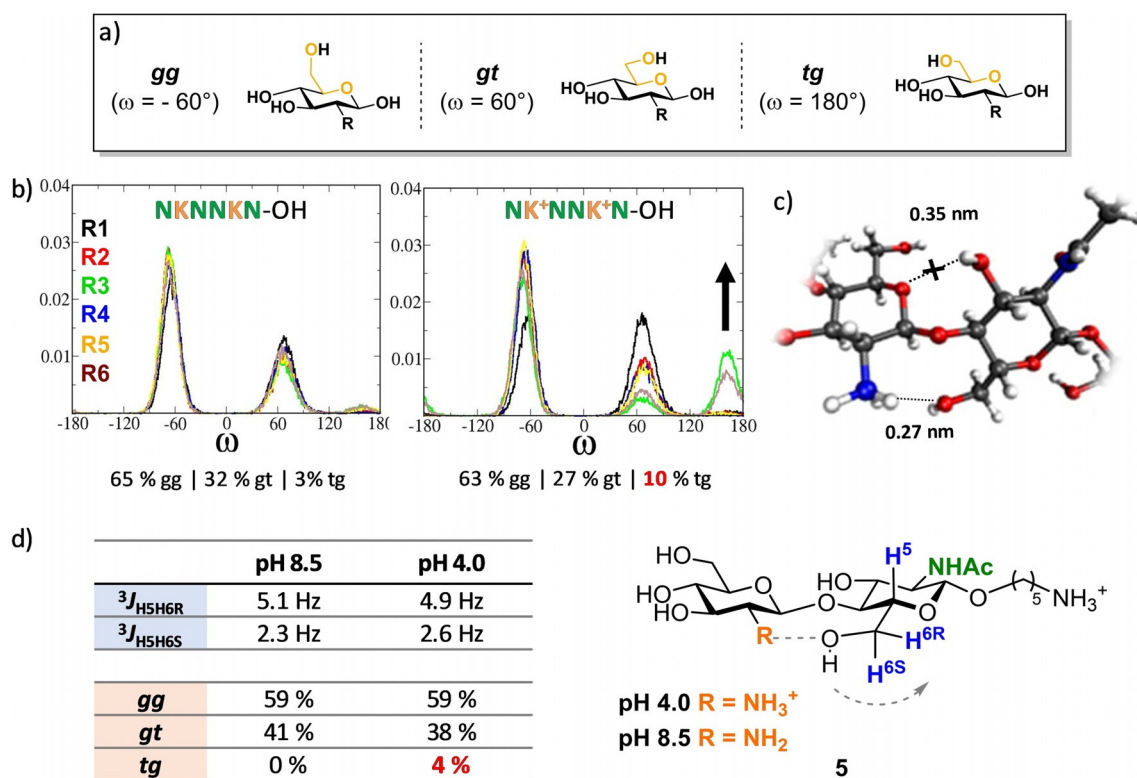 a)
gg
(ω = - 60°)
OH
O
HO
HO
OH
R
gt
(ω = 60°)
OH
HO
O
HO
OH
R
tg
(ω = 180°)
HO
HO
O
HO
OH
R
b)
NKNNKN-OH
R1
R2
R3
R4
R5
R6
0.04
0.03
0.02
0.01
-180 -120 -60 0 60 120 180
ω
65 % gg | 32 % gt | 3% tg
NK⁺NNK⁺N-OH
0.04
0.03
0.02
0.01
-180 -120 -60 0 60 120 180
ω
63 % gg | 27 % gt | 10 % tg
c)
0.35 nm
0.27 nm
d)
pH 8.5 pH 4.0
³J H5H6R 5.1 Hz 4.9 Hz
³J H5H6S 2.3 Hz 2.6 Hz
gg 59 % 59 %
gt 41 % 38 %
tg 0 % 4 %
HO
HO
HO
O
R
O
HO
H⁵
NHAc
O
O
( )5
NH₃⁺
O
H
H6R
H6S
pH 4.0 R = NH₃⁺
pH 8.5 R = NH₂
5